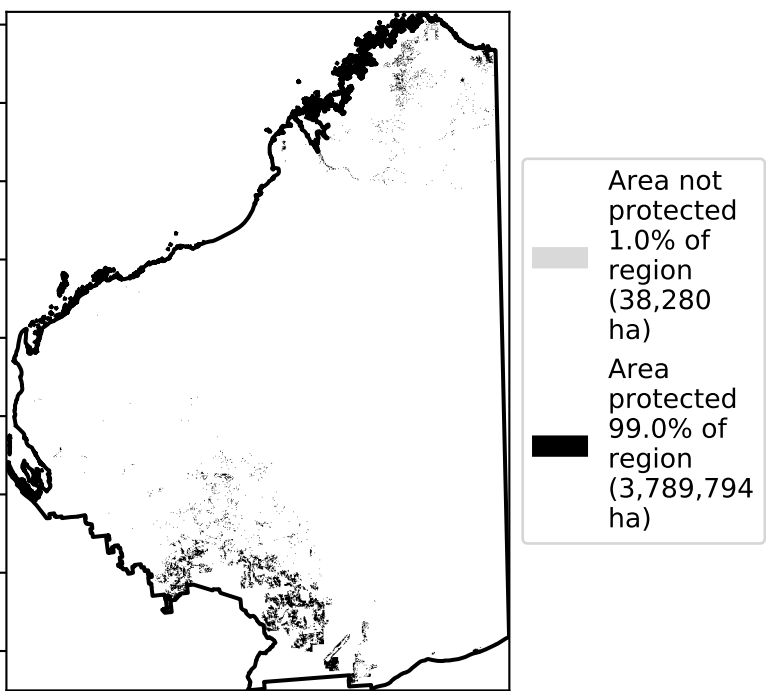 Area not
protected
1.0% of
region
(38,280
ha)
Area
protected
99.0% of
region
(3,789,794
ha)